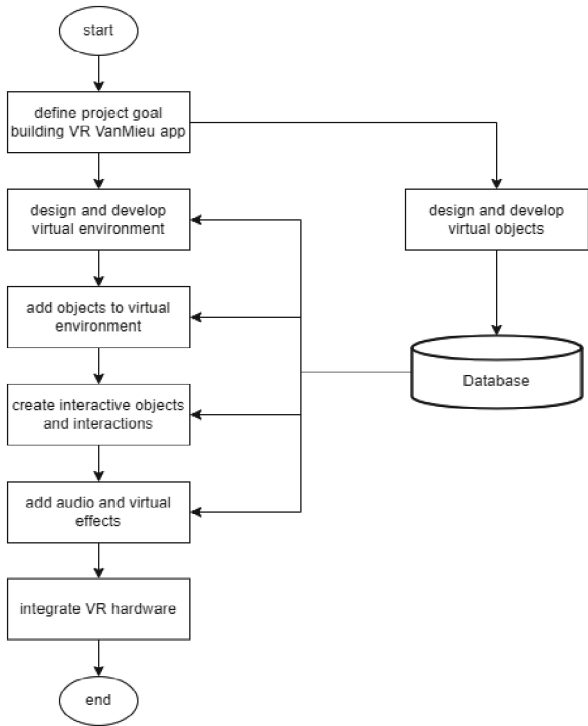 start
define project goal
building VR VanMieu app
design and develop
virtual environment
design and develop
virtual objects
add objects to virtual
environment
Database
create interactive objects
and interactions
add audio and virtual
effects
integrate VR hardware
end